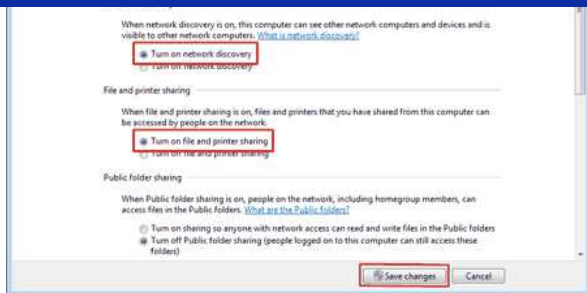 When network discovery is on, this computer can see other network computers and devices and is
visible to other network computers. What is network discovery?
Turn on network discovery
Turn off network discovery
File and printer sharing
When file and printer sharing is on, files and printers that you have shared from this computer can
be accessed by people on the network.
Turn on file and printer sharing
Turn off file and printer sharing
Public folder sharing
When Public folder sharing is on, people on the network, including homegroup members, can
access files in the Public folders. What are the Public folders?
Turn on sharing so anyone with network access can read and write files in the Public folders
Turn off Public folder sharing (people logged on to this computer can still access these
folders)
Save changes
Cancel